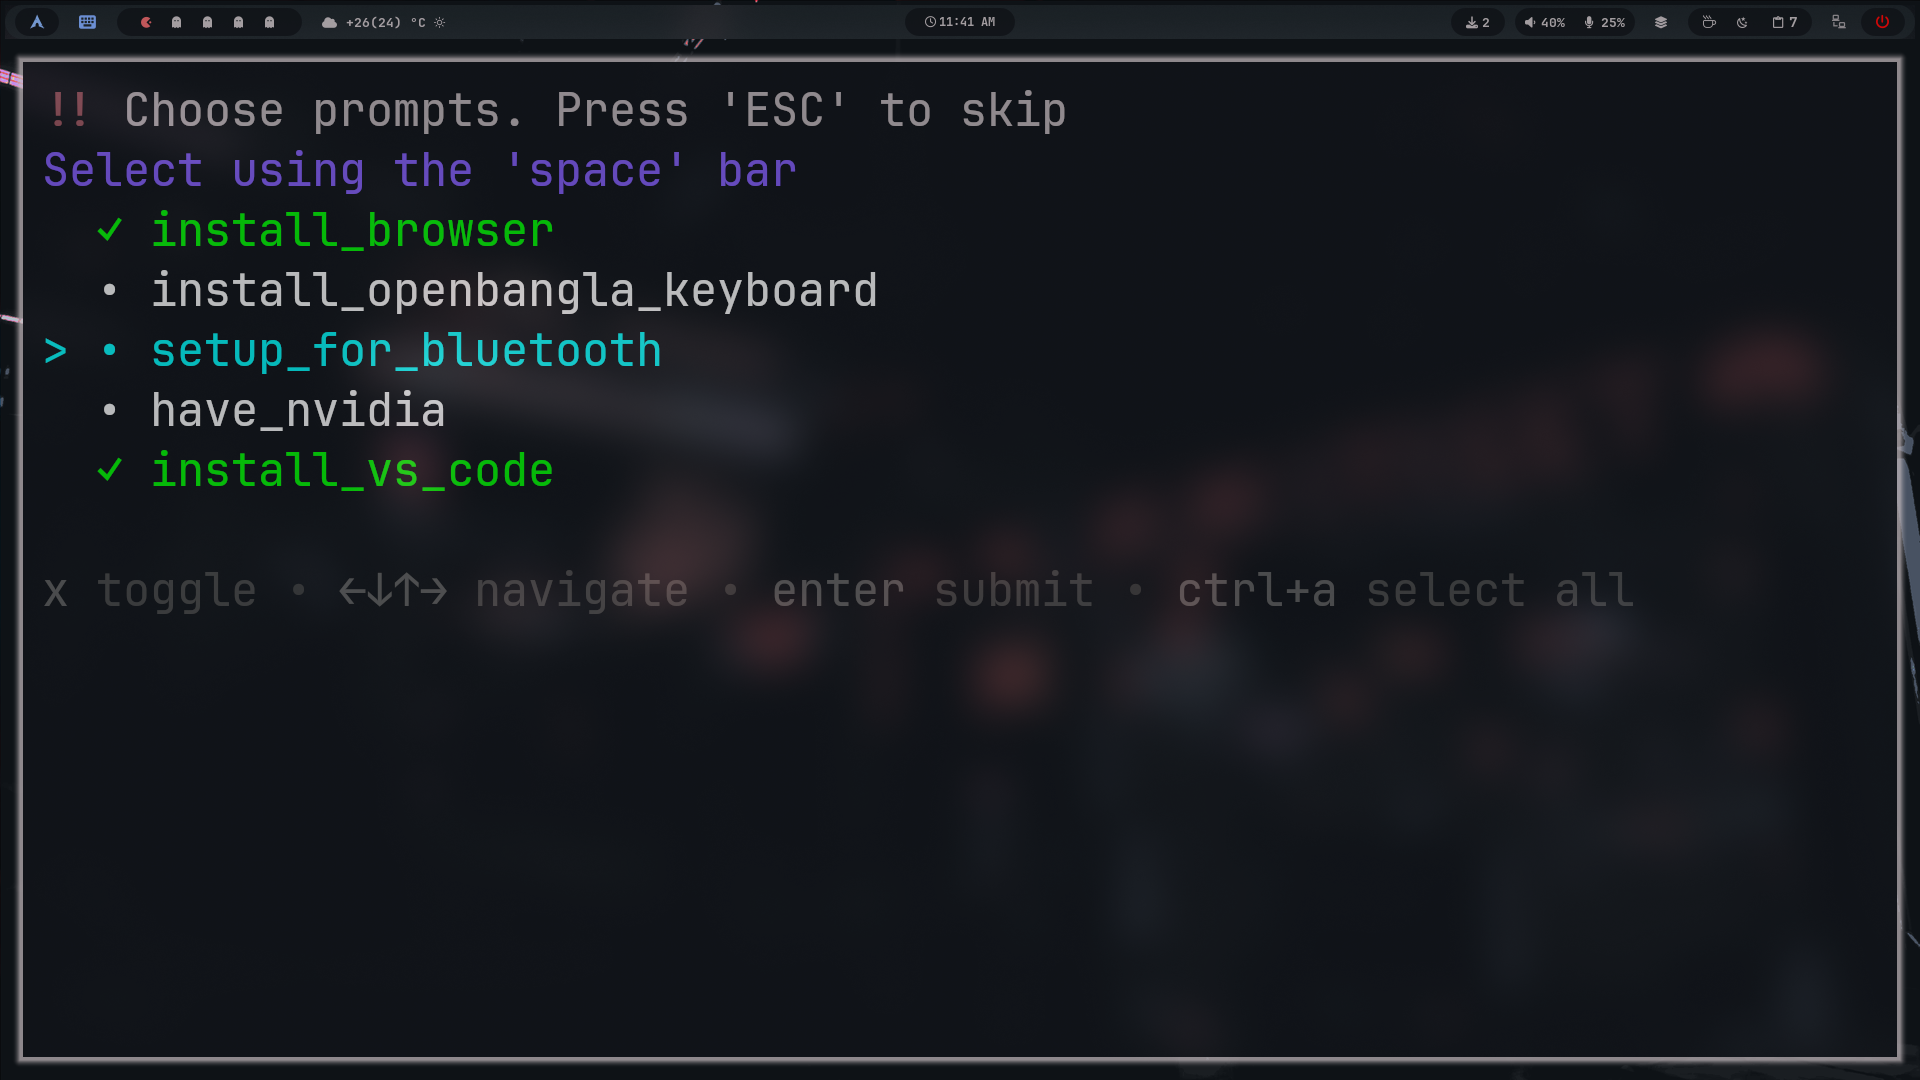 +26(24) °C
11:41 AM
2
40% 25%
7
!! Choose prompts. Press 'ESC' to skip
Select using the 'space' bar
✓ install_browser
• install_openbangla_keyboard
> • setup_for_bluetooth
• have_nvidia
✓ install_vs_code
x toggle • ←↓↑→ navigate • enter submit • ctrl+a select all